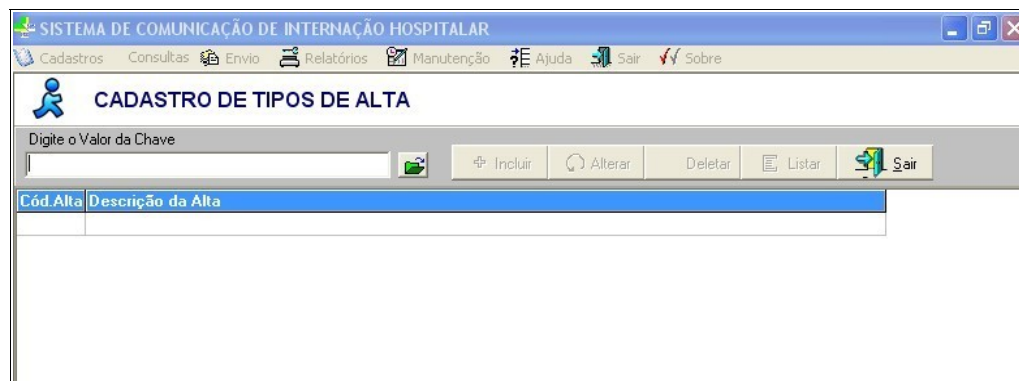 SISTEMA DE COMUNICAÇÃO DE INTERNAÇÃO HOSPITALAR
Cadastros Consultas Envio Relatórios Manutenção Ajuda Sair Sobre
CADASTRO DE TIPOS DE ALTA
Digite o Valor da Chave
Incluir Alterar Deletar Listar Sair
Cód.Alta Descrição da Alta